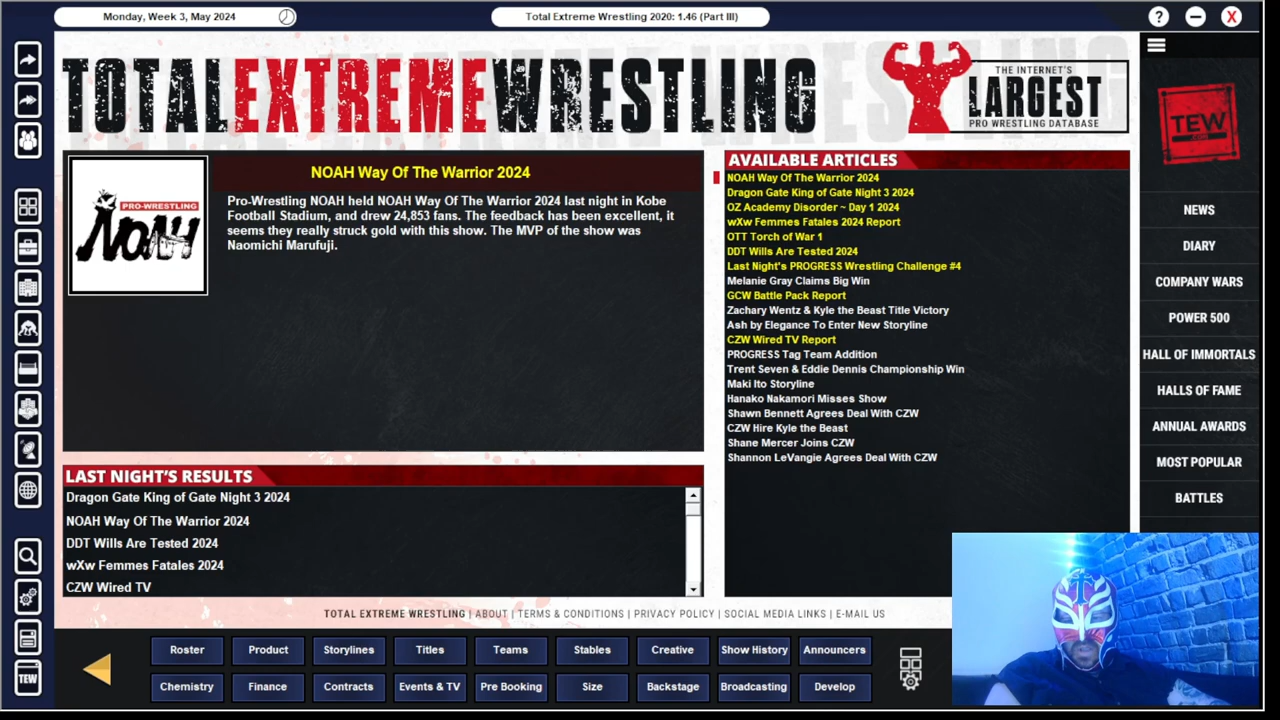 Monday, Week 3, May 2024
Total Extreme Wrestling 2020: 1.46 (Part III)
?
X
TOTALEXTREMEWRESTLING
THE INTERNET'S
LARGEST
PRO WRESTLING DATABASE
TEW.COM
PRO-WRESTLING
NOAH
NOAH Way Of The Warrior 2024
Pro-Wrestling NOAH held NOAH Way Of The Warrior 2024 last night in Kobe
Football Stadium, and drew 24,853 fans. The feedback has been excellent, it
seems they really struck gold with this show. The MVP of the show was
Naomichi Marufuji.
AVAILABLE ARTICLES
NOAH Way Of The Warrior 2024
Dragon Gate King of Gate Night 3 2024
OZ Academy Disorder ~ Day 1 2024
wXw Femmes Fatales 2024 Report
OTT Torch of War 1
DDT Wills Are Tested 2024
Last Night's PROGRESS Wrestling Challenge #4
Melanie Gray Claims Big Win
GCW Battle Pack Report
Zachary Wentz & Kyle the Beast Title Victory
Ash by Elegance To Enter New Storyline
CZW Wired TV Report
PROGRESS Tag Team Addition
Trent Seven & Eddie Dennis Championship Win
Maki Ito Storyline
Hanako Nakamori Misses Show
Shawn Bennett Agrees Deal With CZW
CZW Hire Kyle the Beast
Shane Mercer Joins CZW
Shannon LeVangie Agrees Deal With CZW
LAST NIGHT'S RESULTS
Dragon Gate King of Gate Night 3 2024
NOAH Way Of The Warrior 2024
DDT Wills Are Tested 2024
wXw Femmes Fatales 2024
CZW Wired TV
NEWS
DIARY
COMPANY WARS
POWER 500
HALL OF IMMORTALS
HALLS OF FAME
ANNUAL AWARDS
MOST POPULAR
BATTLES
TOTAL EXTREME WRESTLING | ABOUT | TERMS & CONDITIONS | PRIVACY POLICY | SOCIAL MEDIA LINKS | E-MAIL US
Roster Product Storylines Titles Teams Stables Creative Show History Announcers
Chemistry Finance Contracts Events & TV Pre Booking Size Backstage Broadcasting Develop
TEW